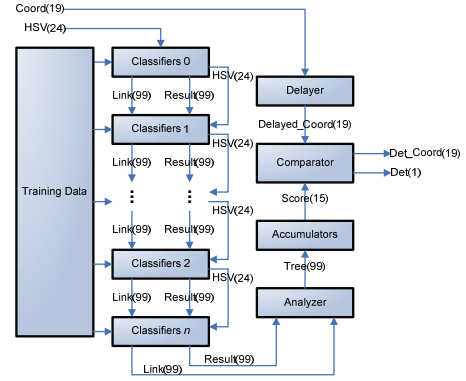 Coord(19)
HSV(24)
Classifiers 0
HSV(24)
Delayer
Link(99) Result(99)
Delayed_Coord(19)
Classifiers 1
HSV(24)
Comparator
Det_Coord(19)
Det(1)
Link(99) Result(99)
Training Data
Score(15)
HSV(24)
Link(99) Result(99)
Accumulators
Classifiers 2
Tree(99)
HSV(24)
Link(99) Result(99)
Analyzer
Classifiers n
Result(99)
Link(99)